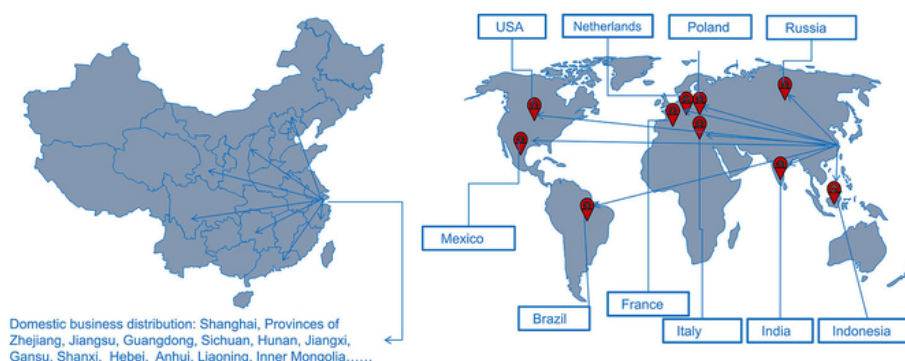 USA
Netherlands
Poland
Russia
Mexico
Brazil
France
Italy
India
Indonesia
Domestic business distribution: Shanghai, Provinces of
Zhejiang, Jiangsu, Guangdong, Sichuan, Hunan, Jiangxi,
Gansu, Shanxi, Hebei, Anhui, Liaoning, Inner Mongolia......